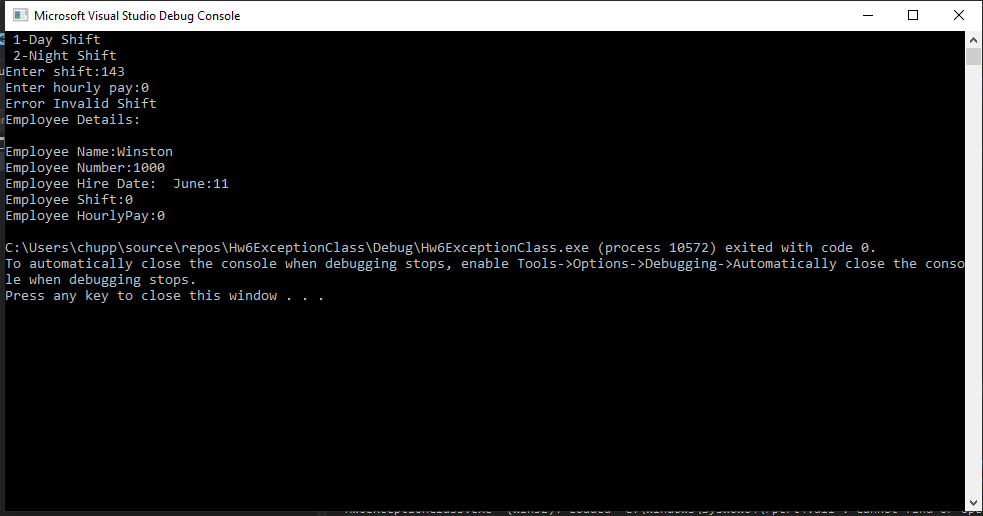 Microsoft Visual Studio Debug Console
1-Day Shift
2-Night Shift
Enter shift:143
Enter hourly pay:0
Error Invalid Shift
Employee Details:
Employee Name:Winston
Employee Number:1000
Employee Hire Date:  June:11
Employee Shift:0
Employee HourlyPay:0
C:\Users\chupp\source\repos\Hw6ExceptionClass\Debug\Hw6ExceptionClass.exe (process 10572) exited with code 0.
To automatically close the console when debugging stops, enable Tools->Options->Debugging->Automatically close the conso
le when debugging stops.
Press any key to close this window . . .